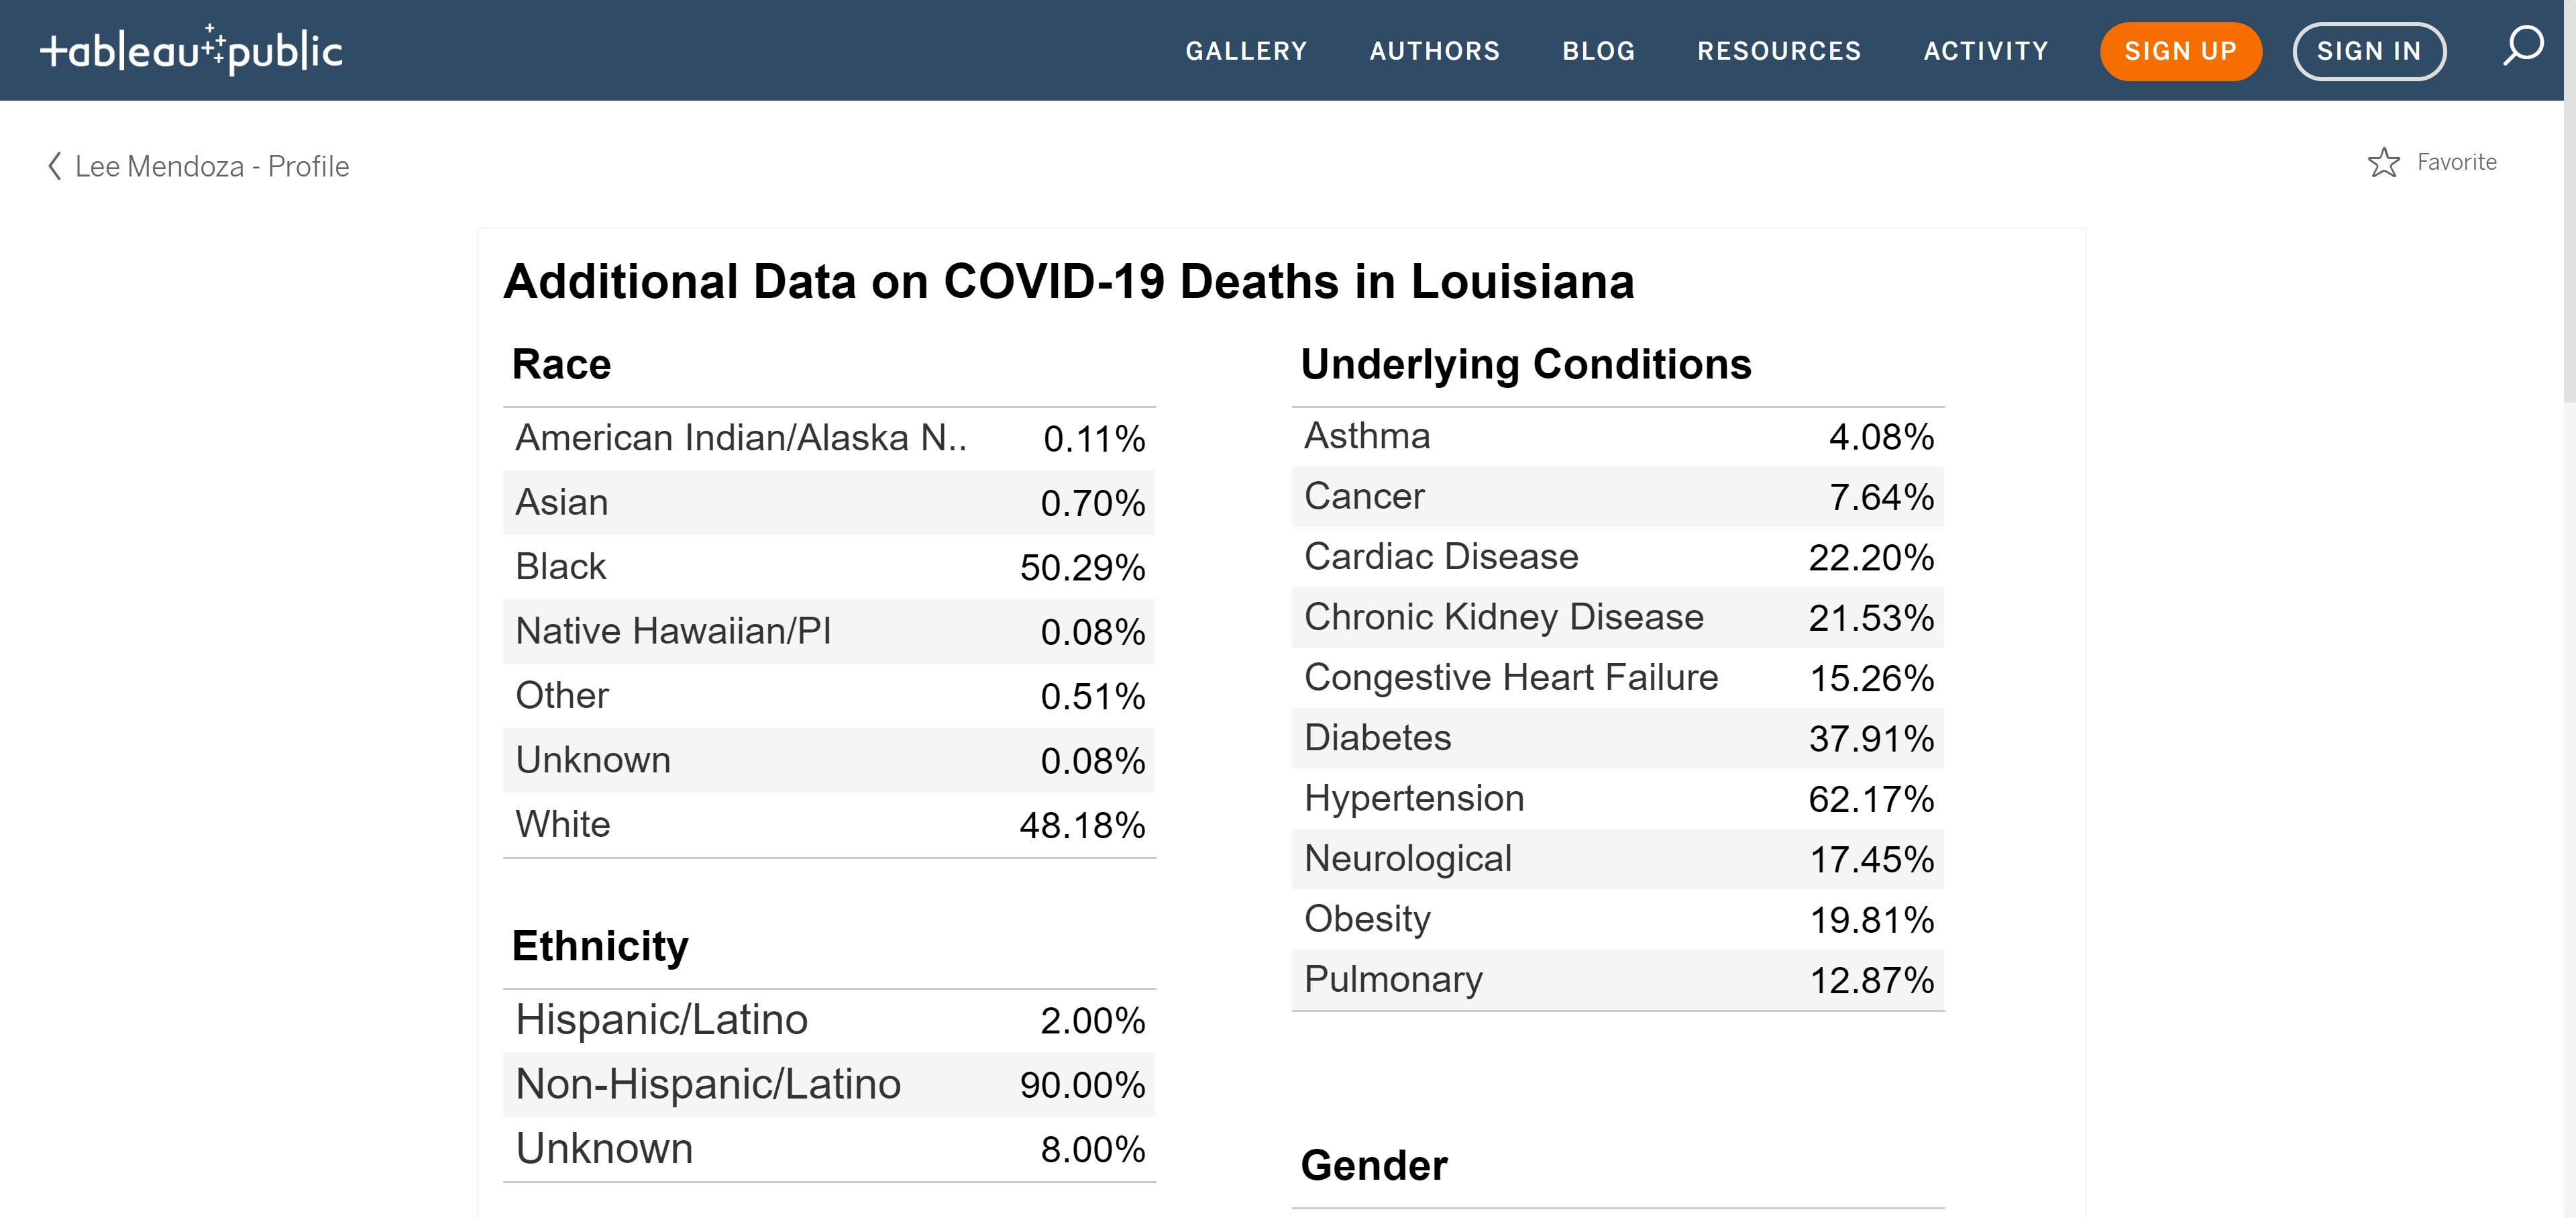 tableau public
GALLERY AUTHORS BLOG RESOURCES ACTIVITY SIGN UP SIGN IN
Lee Mendoza - Profile
Favorite
Additional Data on COVID-19 Deaths in Louisiana
Race
American Indian/Alaska N.. 0.11%
Asian 0.70%
Black 50.29%
Native Hawaiian/PI 0.08%
Other 0.51%
Unknown 0.08%
White 48.18%
Ethnicity
Hispanic/Latino 2.00%
Non-Hispanic/Latino 90.00%
Unknown 8.00%
Underlying Conditions
Asthma 4.08%
Cancer 7.64%
Cardiac Disease 22.20%
Chronic Kidney Disease 21.53%
Congestive Heart Failure 15.26%
Diabetes 37.91%
Hypertension 62.17%
Neurological 17.45%
Obesity 19.81%
Pulmonary 12.87%
Gender